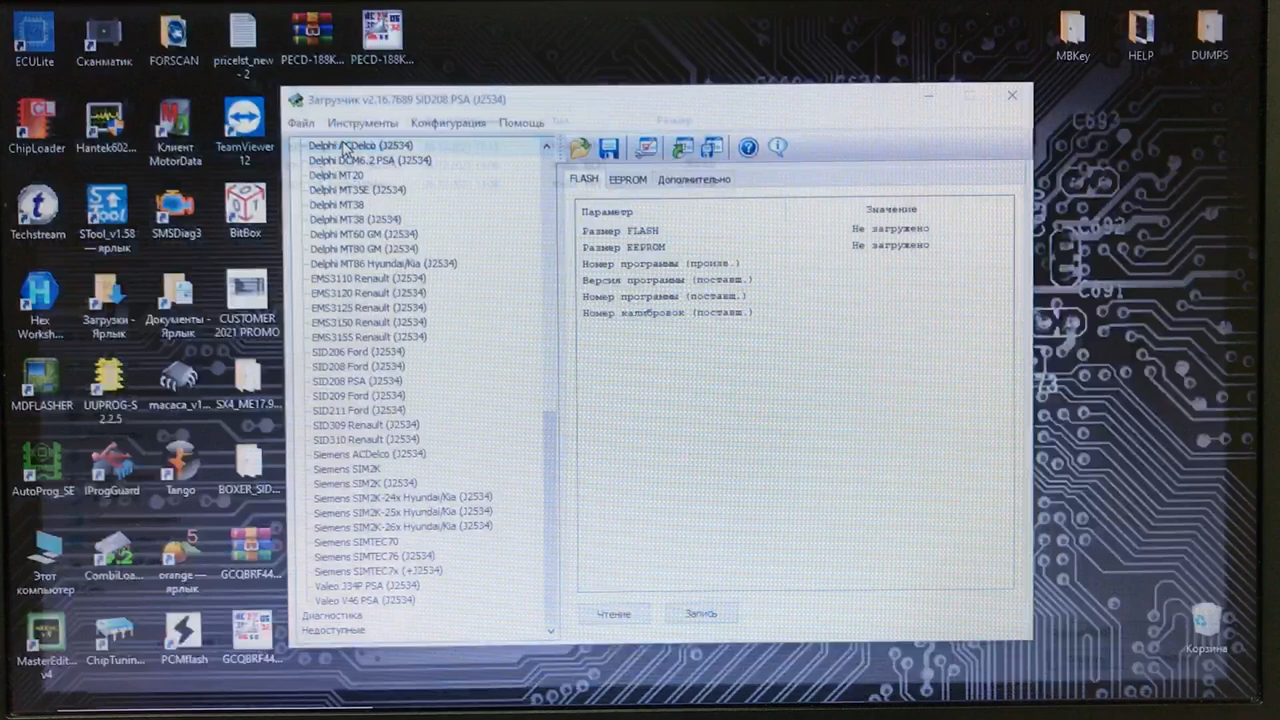 ECULite
Сканматик
FORSCAN
pricelst_new
- 2
PECD-188K...
PECD-188K...
MBKey
HELP
DUMPS
ChipLoader
Hantek602...
Клиент
MotorData
TeamViewer
12
Techstream
STool_v1.58
— ярлык
SMSDiag3
BitBox
Hex
Worksh...
Загрузки -
Ярлык
Документы -
Ярлык
CUSTOMER
2021 PROMO
MDFLASHER
UUPROG-S
2.2.5
macaca_v1...
SX4_ME17.9...
AutoProg_SE
IProgGuard
Tango
BOXER_SID...
Этот
компьютер
CombiLoa...
orange —
ярлык
GCQBRF44...
MasterEdit...
v4
ChipTunin...
PCMflash
GCQBRF44...
Корзина
Загрузчик v2.16.7689 SID208 PSA (J2534)
Файл Инструменты Конфигурация Помощь
Delphi ACDelco (J2534)
Delphi DCM6.2 PSA (J2534)
Delphi MT20
Delphi MT35E (J2534)
Delphi MT38
Delphi MT38 (J2534)
Delphi MT60 GM (J2534)
Delphi MT80 GM (J2534)
Delphi MT86 Hyundai/Kia (J2534)
EMS3110 Renault (J2534)
EMS3120 Renault (J2534)
EMS3125 Renault (J2534)
EMS3150 Renault (J2534)
EMS3155 Renault (J2534)
SID206 Ford (J2534)
SID208 Ford (J2534)
SID208 PSA (J2534)
SID209 Ford (J2534)
SID211 Ford (J2534)
SID309 Renault (J2534)
SID310 Renault (J2534)
Siemens ACDelco (J2534)
Siemens SIM2K
Siemens SIM2K (J2534)
Siemens SIM2K-24x Hyundai/Kia (J2534)
Siemens SIM2K-25x Hyundai/Kia (J2534)
Siemens SIM2K-26x Hyundai/Kia (J2534)
Siemens SIMTEC70
Siemens SIMTEC76 (J2534)
Siemens SIMTEC7x (+J2534)
Valeo J34P PSA (J2534)
Valeo V46 PSA (J2534)
Диагностика
Недоступные
FLASH EEPROM Дополнительно
Параметр Значение
Размер FLASH Не загружено
Размер EEPROM Не загружено
Номер программы (произв.)
Версия программы (поставщ.)
Номер программы (поставщ.)
Номер калибровок (поставщ.)
Чтение Запись
C693
C692
C691